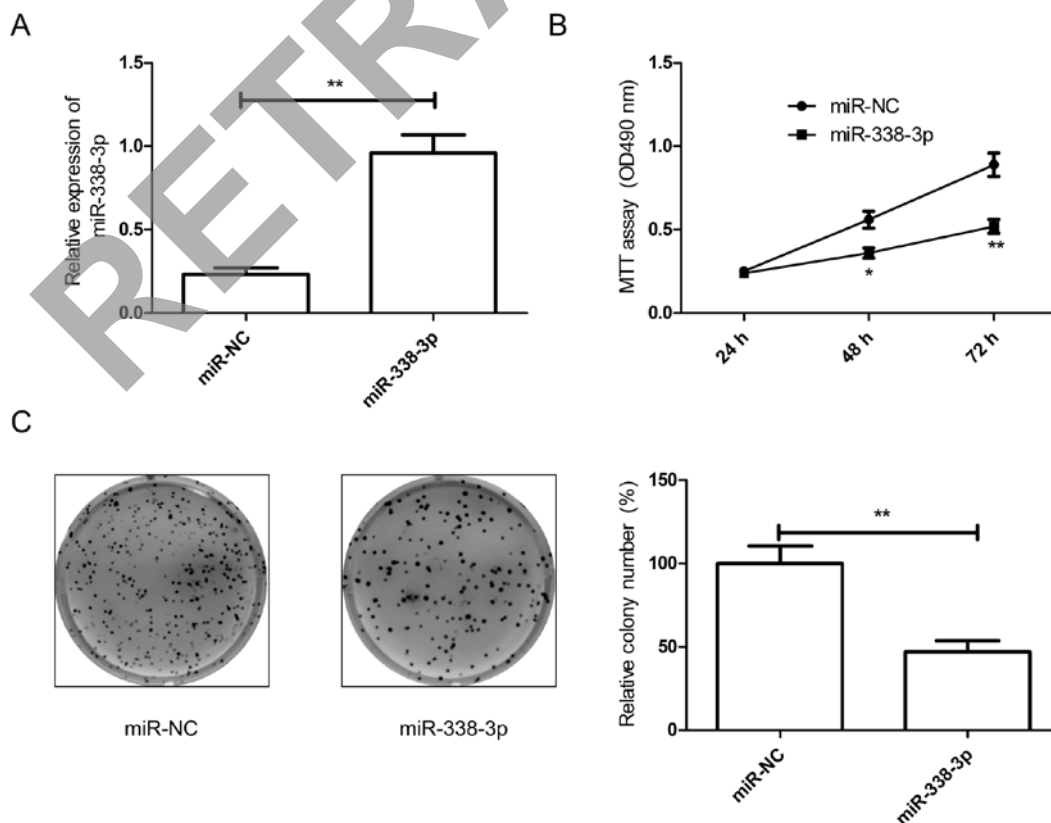 A
RETRA
1.5
1.0
0.5
0.0
Relative expression of
miR-338-3p
**
miR-NC
miR-338-3p
B
1.5
1.0
0.5
0.0
MTT assay (OD490 nm)
miR-NC
miR-338-3p
*
**
24 h
48 h
72 h
C
miR-NC
miR-338-3p
150
100
50
0
Relative colony number (%)
**
miR-NC
miR-338-3p